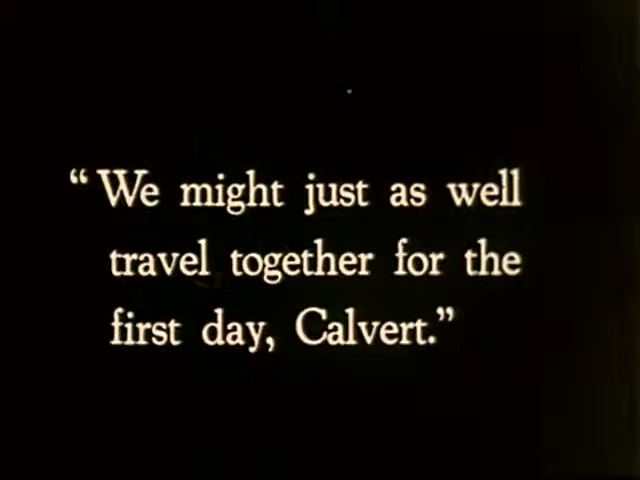 “We might just as well
travel together for the
first day, Calvert.”